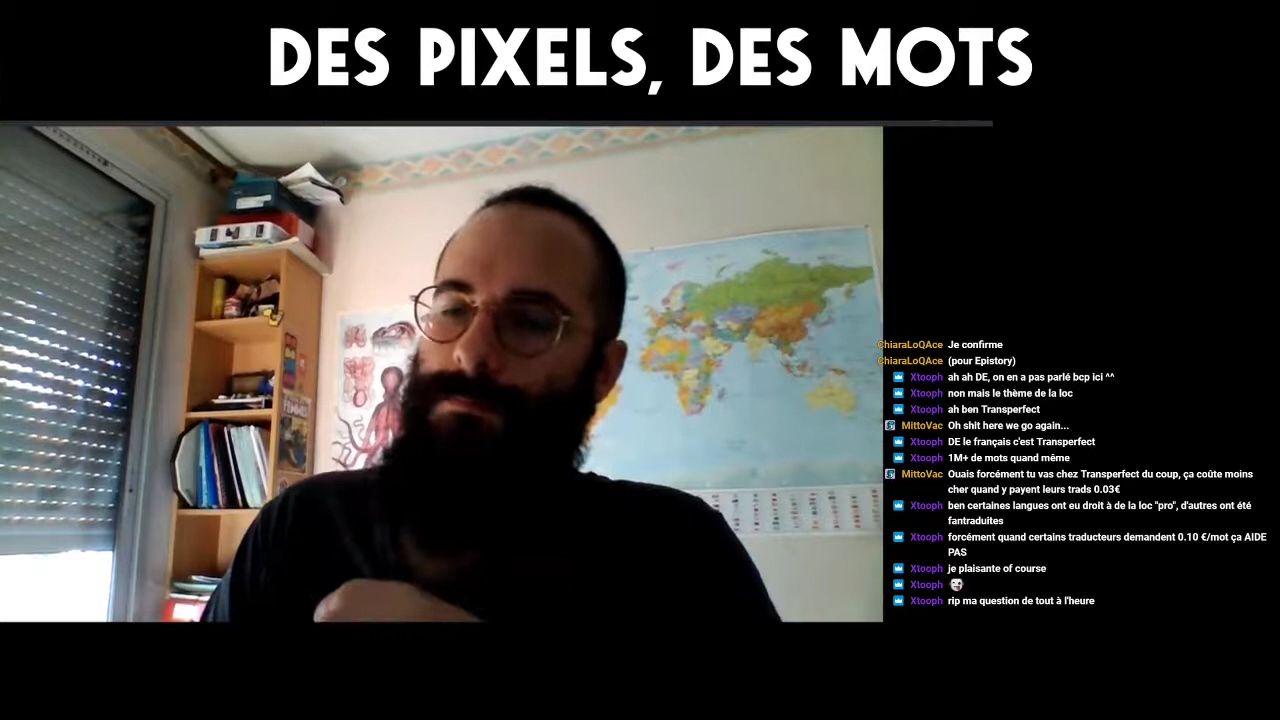 DES PIXELS, DES MOTS
ChiaraLoQAce Je confirme
ChiaraLoQAce (pour Epistory)
Xtooph ah ah DE, on en a pas parlé bcp ici ^^
Xtooph non mais le thème de la loc
Xtooph ah ben Transperfect
MittoVac Oh shit here we go again...
Xtooph DE le français c'est Transperfect
Xtooph 1M+ de mots quand même
MittoVac Ouais forcément tu vas chez Transperfect du coup, ça coûte moins
cher quand y payent leurs trads 0.03€
Xtooph ben certaines langues ont eu droit à de la loc "pro", d'autres ont été
fantraduites
Xtooph forcément quand certains traducteurs demandent 0.10 €/mot ça AIDE
PAS
Xtooph je plaisante of course
Xtooph
Xtooph rip ma question de tout à l'heure